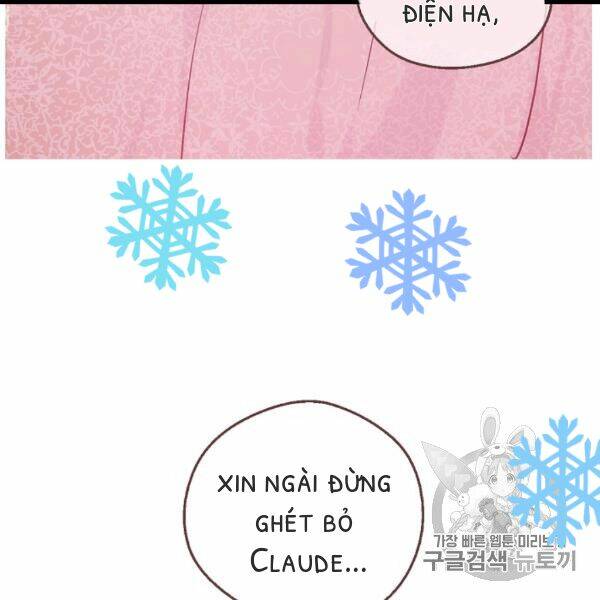 ĐIỆN HẠ,
XIN NGÀI ĐỪNG
GHÉT BỎ
CLAUDE...
가장 빠른 웹툰 미리보기
구글검색 뉴토끼